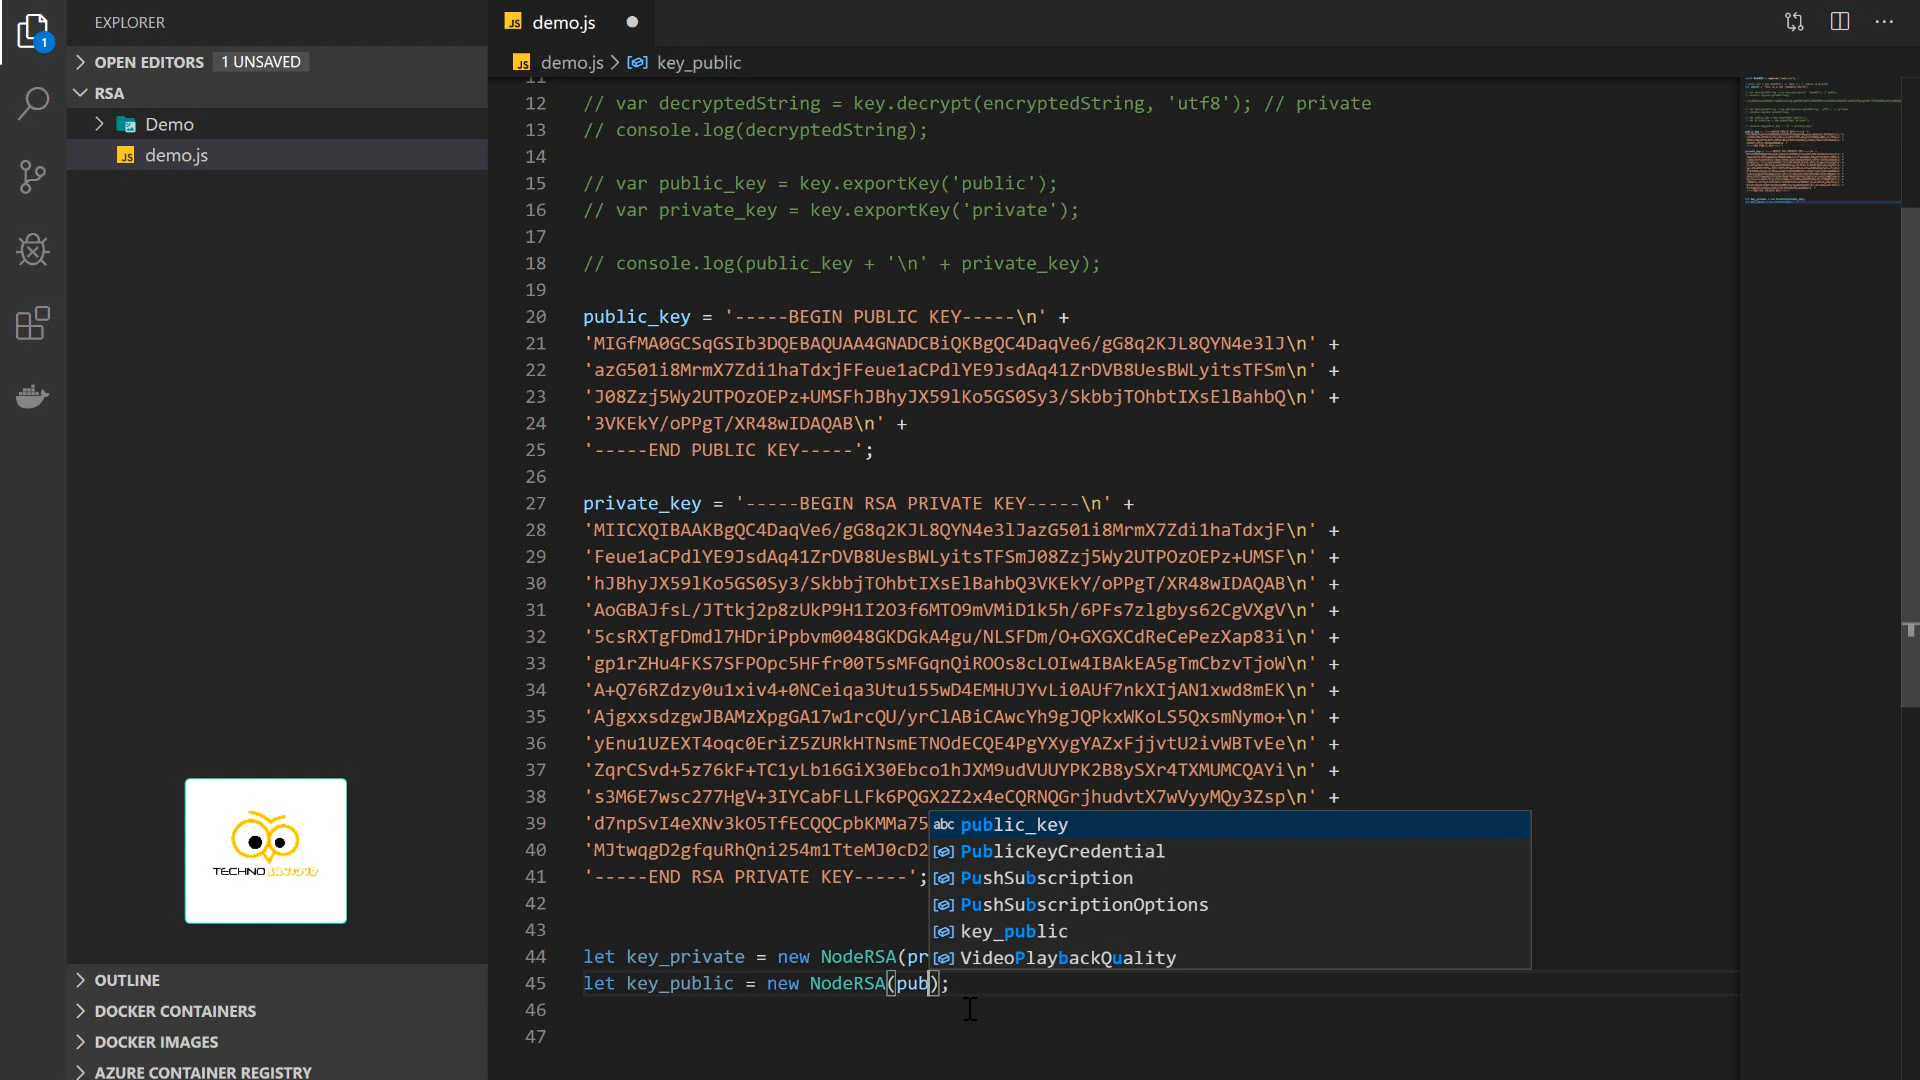 EXPLORER
OPEN EDITORS 1 UNSAVED
RSA
Demo
demo.js
OUTLINE
DOCKER CONTAINERS
DOCKER IMAGES
AZURE CONTAINER REGISTRY
1
TECHNO
demo.js
demo.js > key_public
11
12 // var decryptedString = key.decrypt(encryptedString, 'utf8'); // private
13 // console.log(decryptedString);
14
15 // var public_key = key.exportKey('public');
16 // var private_key = key.exportKey('private');
17
18 // console.log(public_key + '\n' + private_key);
19
20 public_key = '-----BEGIN PUBLIC KEY-----\n' +
21 'MIGfMA0GCSqGSIb3DQEBAQUAA4GNADCBiQKBgQC4DaqVe6/gG8q2KJL8QYN4e3lJ\n' +
22 'azG501i8MrmX7Zdi1haTdxjFFeue1aCPdlYE9JsdAq41ZrDVB8UesBWLyitsTFSm\n' +
23 'J08Zzj5Wy2UTPOzOEPz+UMSFhJBhyJX59lKo5GS0Sy3/SkbbjTOhbtIXsElBahbQ\n' +
24 '3VKEkY/oPPgT/XR48wIDAQAB\n' +
25 '-----END PUBLIC KEY-----';
26
27 private_key = '-----BEGIN RSA PRIVATE KEY-----\n' +
28 'MIICXQIBAAKBgQC4DaqVe6/gG8q2KJL8QYN4e3lJazG501i8MrmX7Zdi1haTdxjF\n' +
29 'Feue1aCPdlYE9JsdAq41ZrDVB8UesBWLyitsTFSmJ08Zzj5Wy2UTPOzOEPz+UMSF\n' +
30 'hJBhyJX59lKo5GS0Sy3/SkbbjTOhbtIXsElBahbQ3VKEkY/oPPgT/XR48wIDAQAB\n' +
31 'AoGBAJfsL/JTtkj2p8zUkP9H1I2O3f6MTO9mVMiD1k5h/6PFs7zlgbys62CgVXgV\n' +
32 '5csRXTgFDmdl7HDriPpbvm0048GKDGkA4gu/NLSFDm/O+GXGXCdReCePezXap83i\n' +
33 'gp1rZHu4FKS7SFPOpc5HFfr00T5sMFGqnQiROOs8cLOIw4IBAkEA5gTmCbzvTjoW\n' +
34 'A+Q76RZdzy0u1xiv4+0NCeiqa3Utu155wD4EMHUJYvLi0AUf7nkXIjAN1xwd8mEK\n' +
35 'AjgxxsdzgwJBAMzXpgGA17w1rcQU/yrClABiCAwcYh9gJQPkxWKoLS5QxsmNymo+\n' +
36 'yEnu1UZEXT4oqc0EriZ5ZURkHTNsmETNOdECQE4PgYXygYAZxFjjvtU2ivWBTvEe\n' +
37 'ZqrCSvd+5z76kF+TC1yLb16GiX30Ebco1hJXM9udVUUYPK2B8ySXr4TXMUMCQAYi\n' +
38 's3M6E7wsc277HgV+3IYCabFLLFk6PQGX2Z2x4eCQRNQGrjhudvtX7wVyyMQy3Zsp\n' +
39 'd7npSvI4eXNv3kO5TfECQQCpbKMMa75
40 'MJtwqgD2gfquRhQni254m1TteMJ0cD2
41 '-----END RSA PRIVATE KEY-----';
42
43
44 let key_private = new NodeRSA(pr
45 let key_public = new NodeRSA(pub);
46
47
abc public_key
PublicKeyCredential
PushSubscription
PushSubscriptionOptions
key_public
VideoPlaybackQuality